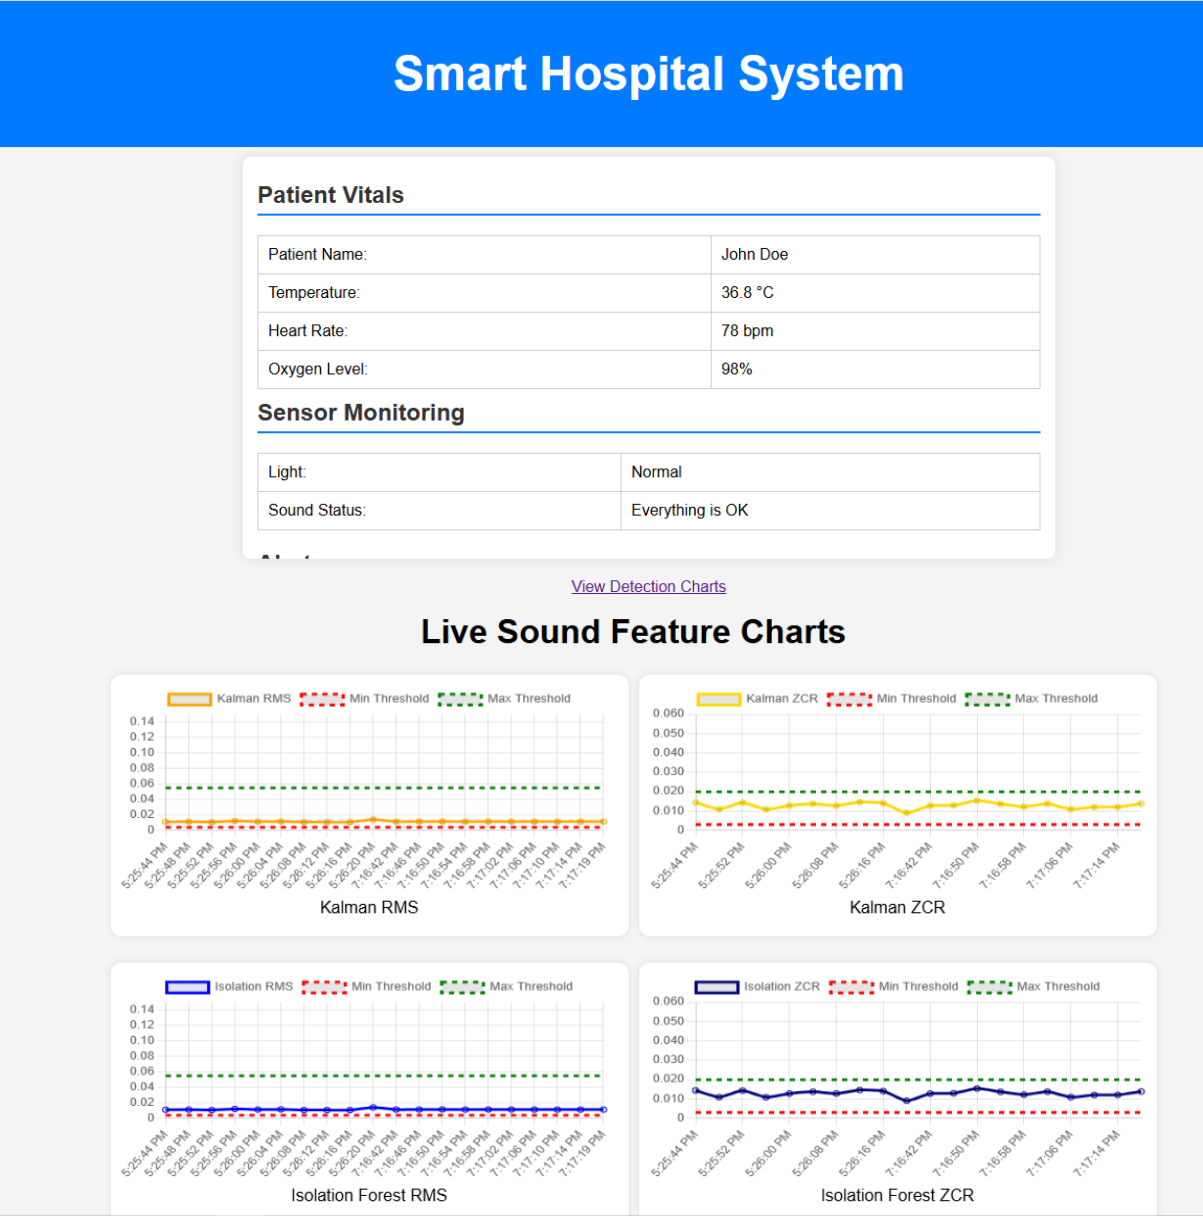 Smart Hospital System
Patient Vitals
Patient Name: John Doe
Temperature: 36.8 °C
Heart Rate: 78 bpm
Oxygen Level: 98%
Sensor Monitoring
Light: Normal
Sound Status: Everything is OK
View Detection Charts
Live Sound Feature Charts
Kalman RMS Min Threshold Max Threshold
0.14
0.12
0.10
0.08
0.06
0.04
0.02
0
5:25:44 PM 5:25:48 PM 5:25:52 PM 5:25:56 PM 5:26:00 PM 5:26:04 PM 5:26:08 PM 5:26:12 PM 5:26:16 PM 5:26:20 PM 7:16:42 PM 7:16:46 PM 7:16:50 PM 7:16:54 PM 7:16:58 PM 7:17:02 PM 7:17:06 PM 7:17:10 PM 7:17:14 PM 7:17:19 PM
Kalman RMS
Kalman ZCR Min Threshold Max Threshold
0.060
0.050
0.040
0.030
0.020
0.010
0
5:25:44 PM 5:25:52 PM 5:26:00 PM 5:26:08 PM 5:26:16 PM 7:16:42 PM 7:16:50 PM 7:16:58 PM 7:17:06 PM 7:17:14 PM
Kalman ZCR
Isolation RMS Min Threshold Max Threshold
0.14
0.12
0.10
0.08
0.06
0.04
0.02
0
5:25:44 PM 5:25:48 PM 5:25:52 PM 5:25:56 PM 5:26:00 PM 5:26:04 PM 5:26:08 PM 5:26:12 PM 5:26:16 PM 5:26:20 PM 7:16:42 PM 7:16:46 PM 7:16:50 PM 7:16:54 PM 7:16:58 PM 7:17:02 PM 7:17:06 PM 7:17:10 PM 7:17:14 PM 7:17:19 PM
Isolation Forest RMS
Isolation ZCR Min Threshold Max Threshold
0.060
0.050
0.040
0.030
0.020
0.010
0
5:25:44 PM 5:25:52 PM 5:26:00 PM 5:26:08 PM 5:26:16 PM 7:16:42 PM 7:16:50 PM 7:16:58 PM 7:17:06 PM 7:17:14 PM
Isolation Forest ZCR